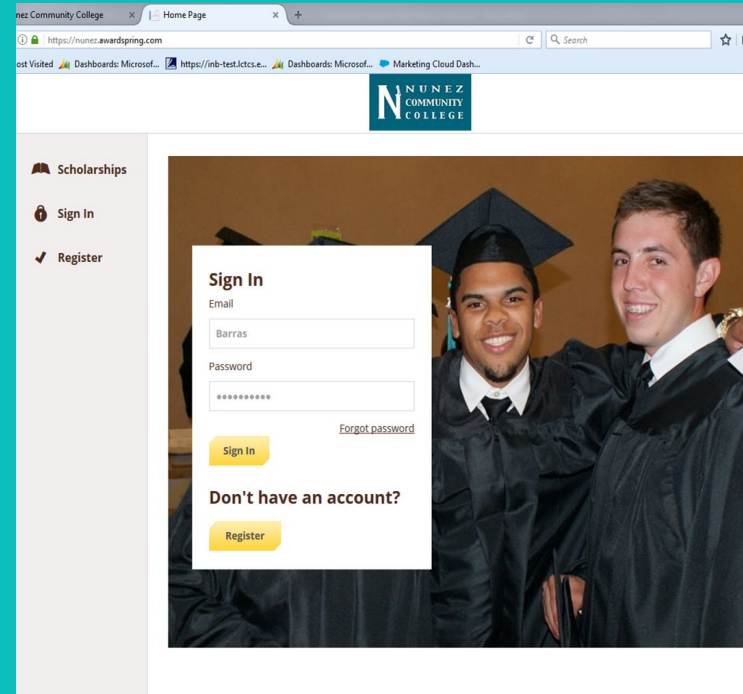 nez Community College
Home Page
https://nunez.awardspring.com
Search
ost Visited
Dashboards: Microsof...
https://inb-test.lctcs.e...
Dashboards: Microsof...
Marketing Cloud Dash...
NUNEZ
COMMUNITY
COLLEGE
Scholarships
Sign In
Register
Sign In
Email
Barras
Password
Forgot password
Sign In
Don't have an account?
Register